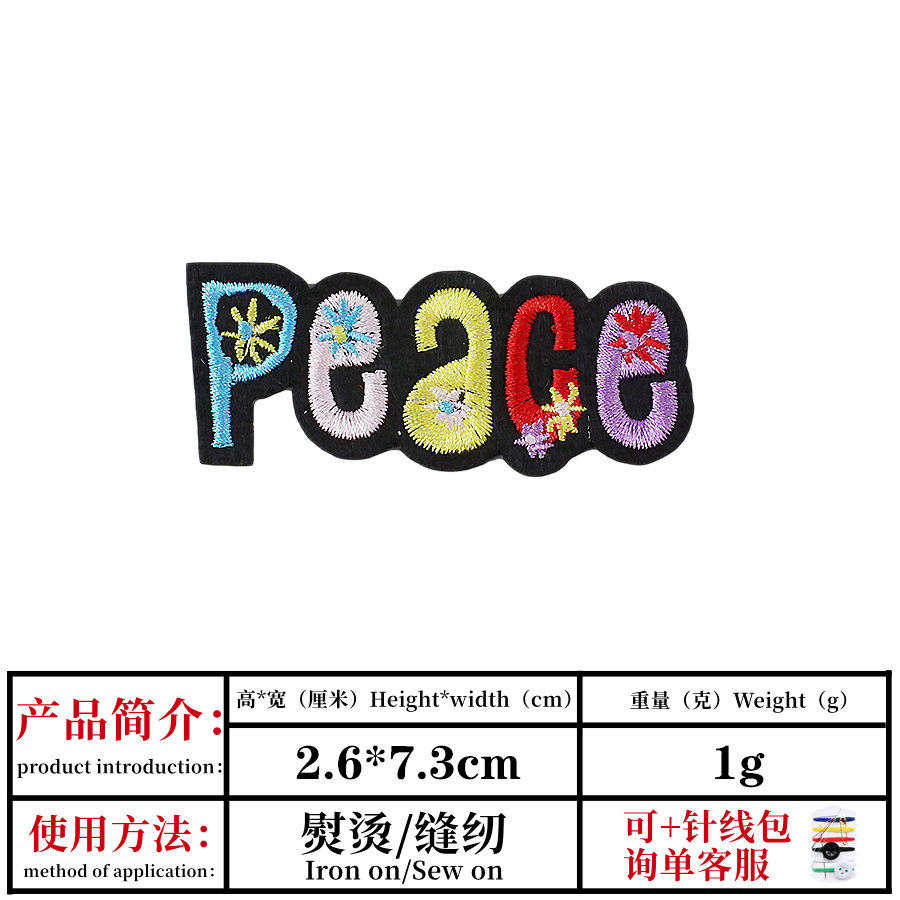 Peace
产品简介：
product introduction：
高*宽（厘米）Height*width（cm）
重量（克）Weight（g）
2.6*7.3cm
1g
使用方法：
method of application：
熨烫/缝纫
Iron on/Sew on
可+针线包
询单客服